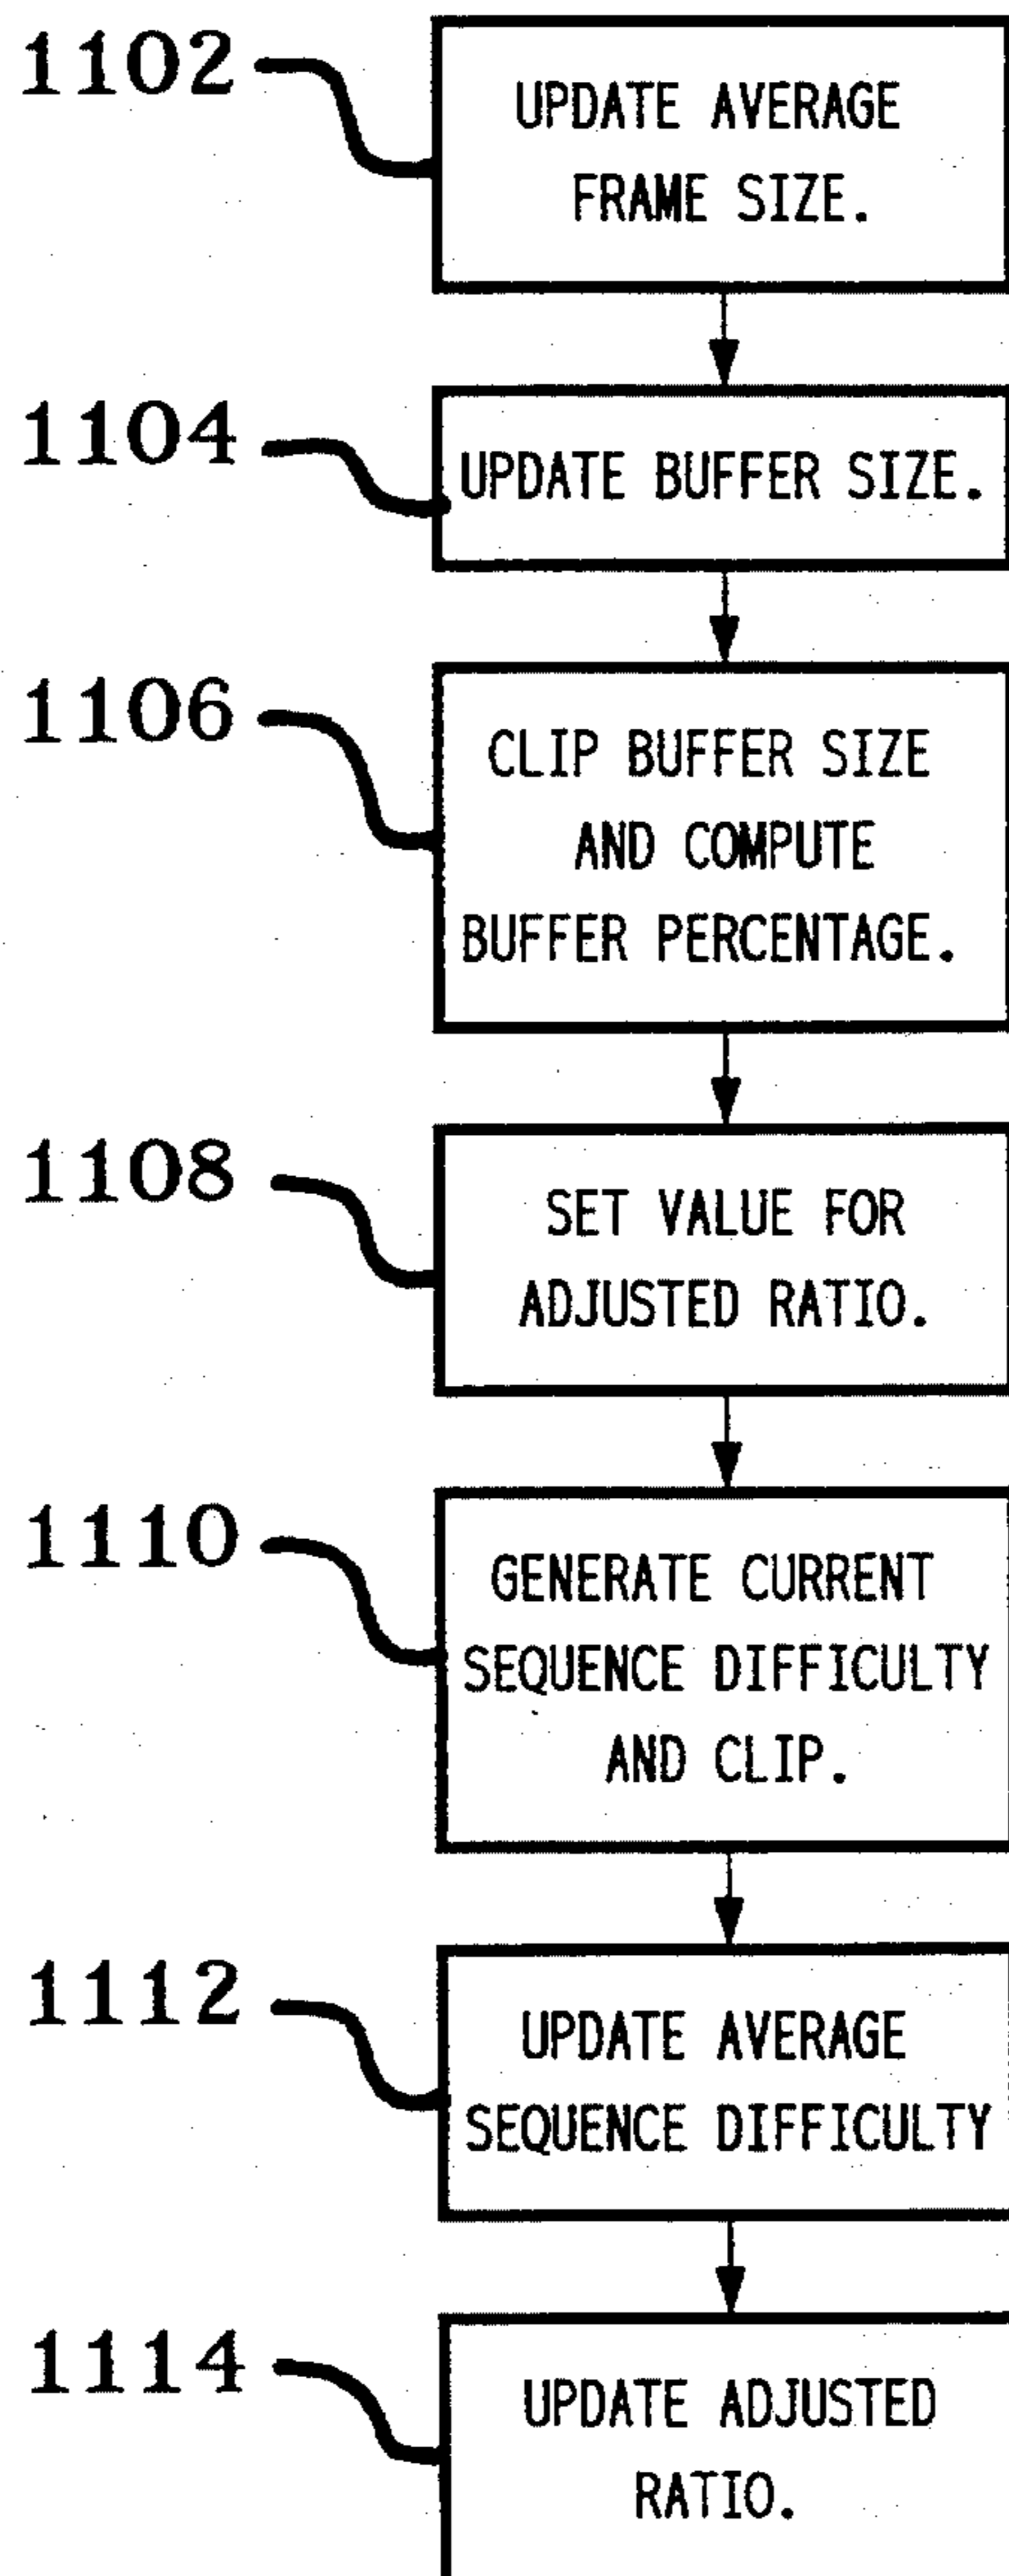 1102
UPDATE AVERAGE
FRAME SIZE.
1104
UPDATE BUFFER SIZE.
1106
CLIP BUFFER SIZE
AND COMPUTE
BUFFER PERCENTAGE.
1108
SET VALUE FOR
ADJUSTED RATIO.
1110
GENERATE CURRENT
SEQUENCE DIFFICULTY
AND CLIP.
1112
UPDATE AVERAGE
SEQUENCE DIFFICULTY
1114
UPDATE ADJUSTED
RATIO.